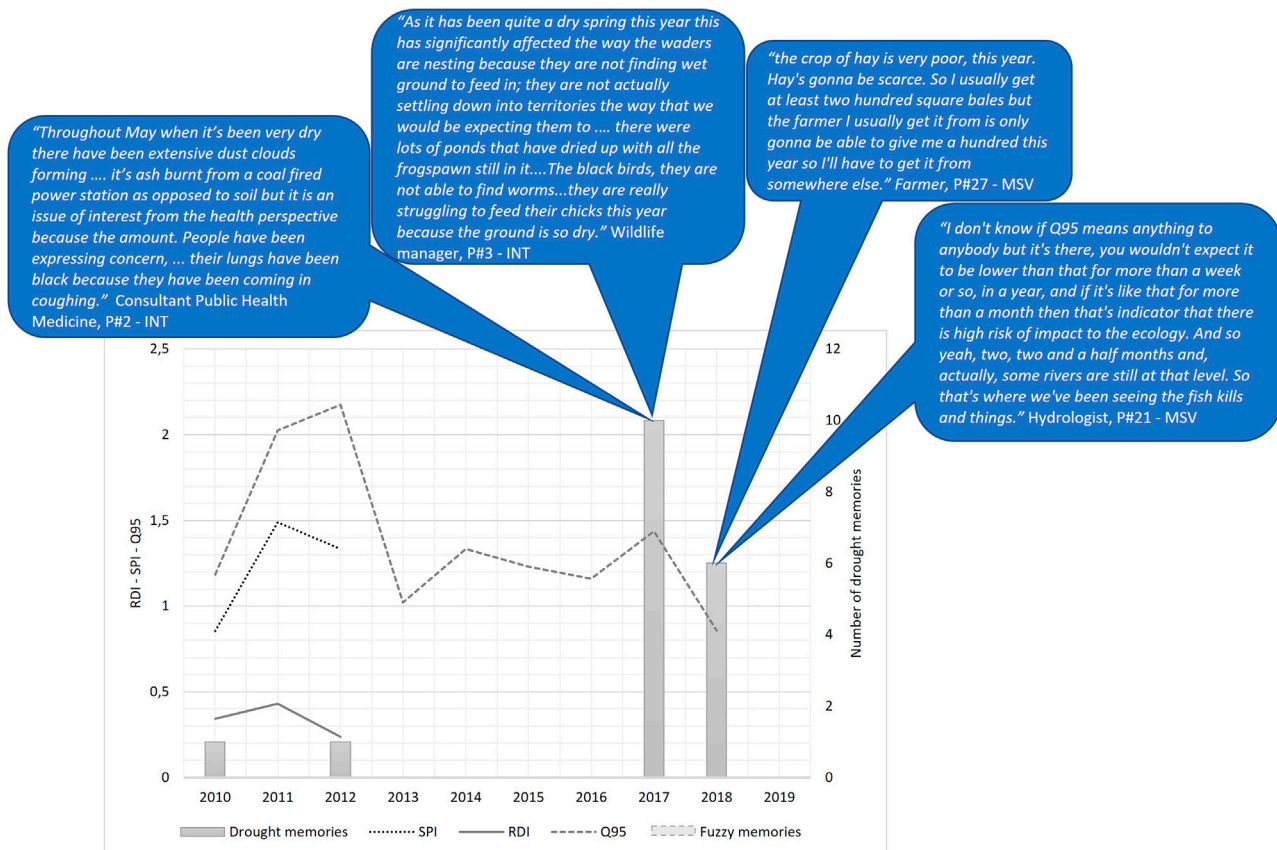 “Throughout May when it’s been very dry
there have been extensive dust clouds
forming .... it’s ash burnt from a coal fired
power station as opposed to soil but it is an
issue of interest from the health perspective
because the amount. People have been
expressing concern, ... their lungs have been
black because they have been coming in
coughing.” Consultant Public Health
Medicine, P#2 - INT
“As it has been quite a dry spring this year this
has significantly affected the way the waders
are nesting because they are not finding wet
ground to feed in; they are not actually
settling down into territories the way that we
would be expecting them to .... there were
lots of ponds that have dried up with all the
frogspawn still in it....The black birds, they are
not able to find worms...they are really
struggling to feed their chicks this year
because the ground is so dry.” Wildlife
manager, P#3 - INT
“the crop of hay is very poor, this year.
Hay's gonna be scarce. So I usually get
at least two hundred square bales but
the farmer I usually get it from is only
gonna be able to give me a hundred this
year so I'll have to get it from
somewhere else.” Farmer, P#27 - MSV
“I don't know if Q95 means anything to
anybody but it's there, you wouldn't expect it
to be lower than that for more than a week
or so, in a year, and if it's like that for more
than a month then that's indicator that there
is high risk of impact to the ecology. And so
yeah, two, two and a half months and,
actually, some rivers are still at that level. So
that's where we've been seeing the fish kills
and things.” Hydrologist, P#21 - MSV
RDI - SPI - Q95
2,5
2
1,5
1
0,5
0
12
10
8
6
4
2
0
Number of drought memories
2010 2011 2012 2013 2014 2015 2016 2017 2018 2019
Drought memories SPI RDI Q95 Fuzzy memories